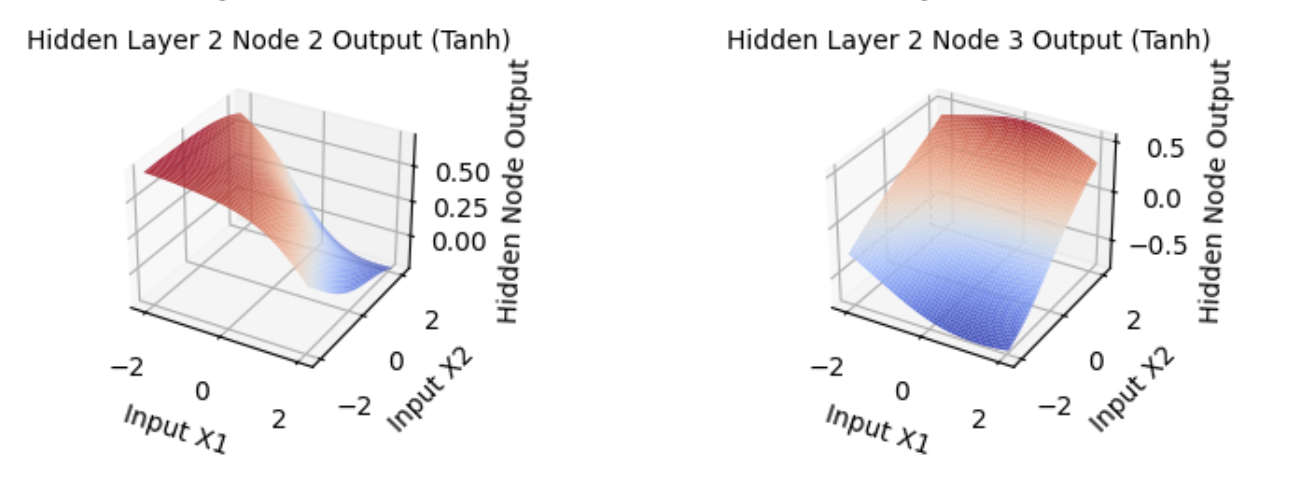 Hidden Layer 2 Node 2 Output (Tanh)
0.50
0.25
0.00
Hidden Node Output
2
0
−2
Input X2
−2
0
2
Input X1
Hidden Layer 2 Node 3 Output (Tanh)
0.5
0.0
−0.5
Hidden Node Output
2
0
−2
Input X2
−2
0
2
Input X1